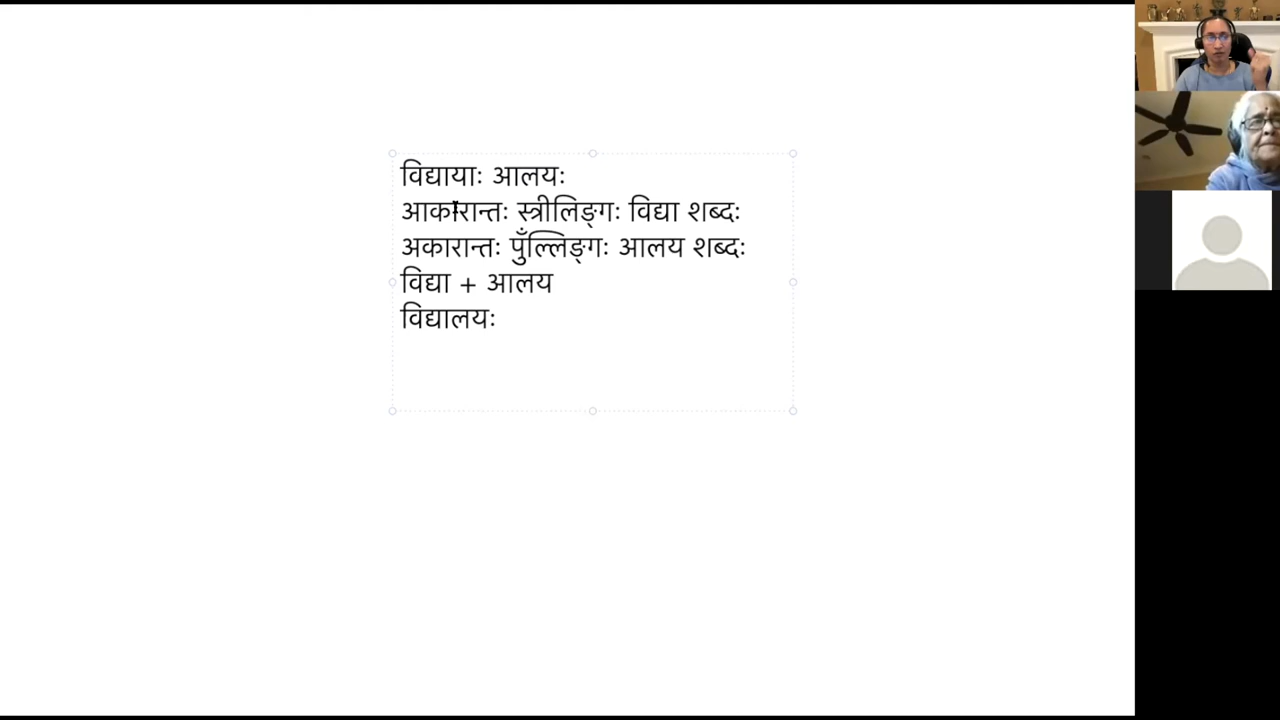 विद्यायाः आलयः
आकारान्तः स्त्रीलिङ्गः विद्या शब्दः
अकारान्तः पुँल्लिङ्गः आलय शब्दः
विद्या + आलय
विद्यालयः